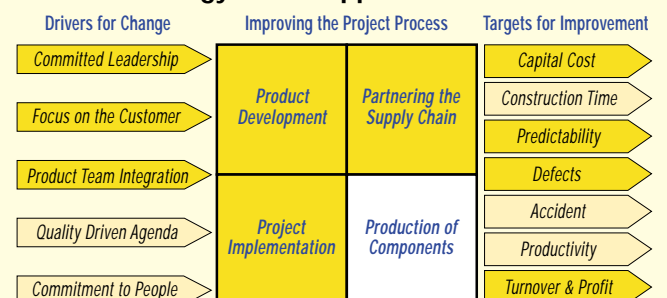 Drivers for Change
Improving the Project Process
Targets for Improvement
Committed Leadership
Focus on the Customer
Product Team Integration
Quality Driven Agenda
Commitment to People
Product
Development
Partnering the
Supply Chain
Project
Implementation
Production of
Components
Capital Cost
Construction Time
Predictability
Defects
Accident
Productivity
Turnover & Profit